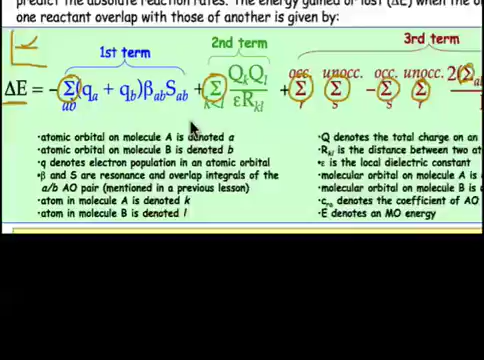 predict the absolute reaction rates. The energy gained or lost (ΔE) when the o
one reactant overlap with those of another is given by:
1st term
2nd term
3rd term
ΔE = - Σ(qa + qb)βabSab + Σ QkQl / εRkl + Σ Σ - Σ Σ 2(Σab
ab k<l occ. unocc. occ. unocc.
r s s r
•atomic orbital on molecule A is denoted a
•atomic orbital on molecule B is denoted b
•q denotes electron population in an atomic orbital
•β and S are resonance and overlap integrals of the
a/b AO pair (mentioned in a previous lesson)
•atom in molecule A is denoted k
•atom in molecule B is denoted l
•Q denotes the total charge on an
•Rkl is the distance between two at
•ε is the local dielectric constant
•molecular orbital on molecule A is
•molecular orbital on molecule B is
•cra denotes the coefficient of AO
•E denotes an MO energy